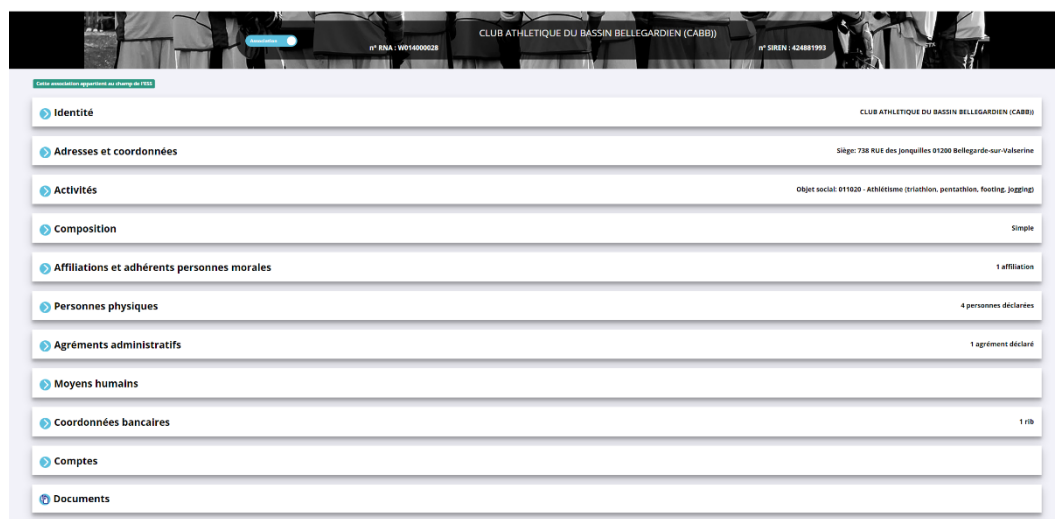 CLUB ATHLETIQUE DU BASSIN BELLEGARDIEN (CABB))
Association
n° RNA : W014000028
n° SIREN : 424881993
Cette association appartient au champ de l'ESS
Identité
CLUB ATHLETIQUE DU BASSIN BELLEGARDIEN (CABB))
Adresses et coordonnées
Siège: 738 RUE des Jonquilles 01200 Bellegarde-sur-Valserine
Activités
Objet social: 011020 - Athlétisme (triathlon, pentathlon, footing, jogging)
Composition
Simple
Affiliations et adhérents personnes morales
1 affiliation
Personnes physiques
4 personnes déclarées
Agréments administratifs
1 agrément déclaré
Moyens humains
Coordonnées bancaires
1 rib
Comptes
Documents